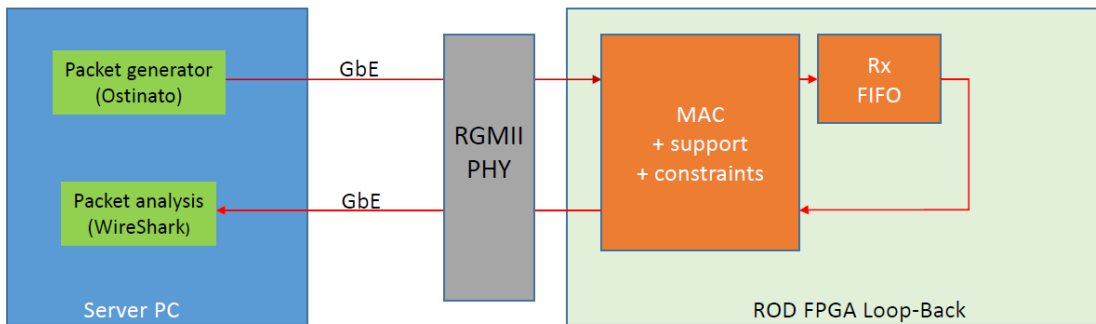 Packet generator
(Ostinato)
GbE
RGMII
PHY
MAC
+ support
+ constraints
Rx
FIFO
Packet analysis
(WireShark)
GbE
Server PC
ROD FPGA Loop-Back